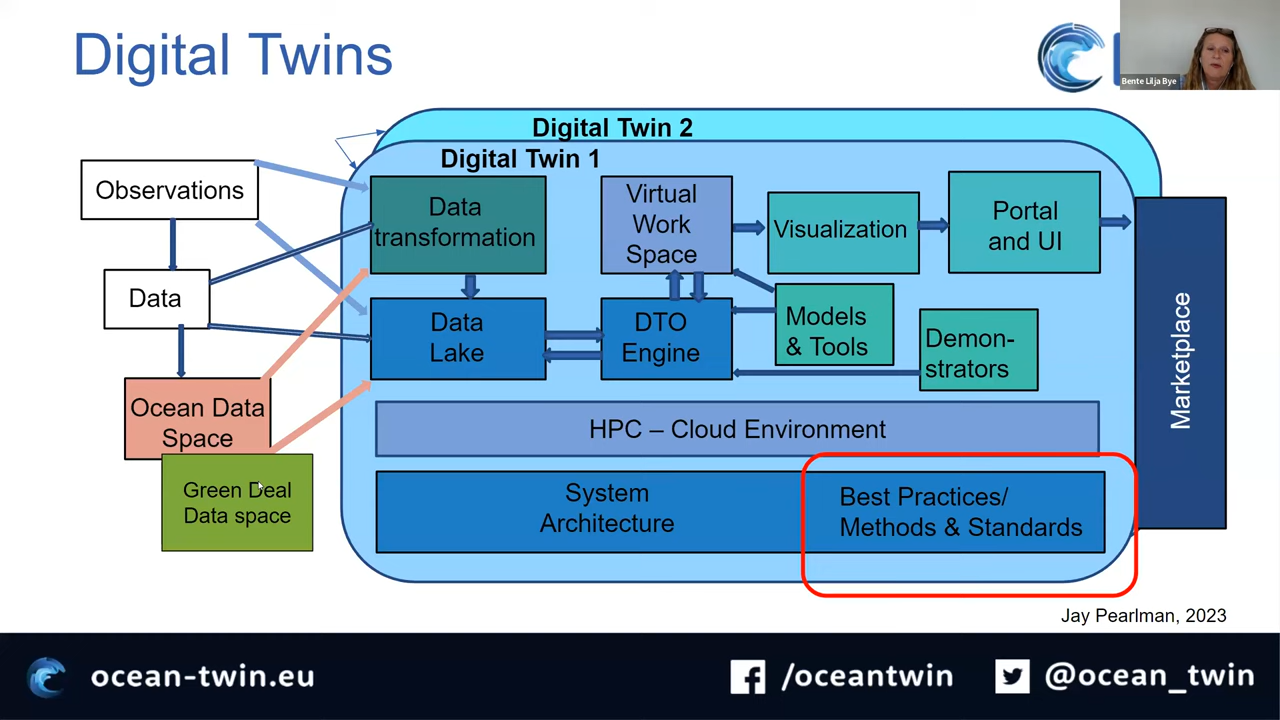 Digital Twins
Bente Lilja Bye
Digital Twin 2
Digital Twin 1
Observations
Data
transformation
Virtual
Work
Space
Visualization
Portal
and UI
Data
Data
Lake
DTO
Engine
Models
& Tools
Demon-
strators
Marketplace
Ocean Data
Space
HPC – Cloud Environment
Green Deal
Data space
System
Architecture
Best Practices/
Methods & Standards
Jay Pearlman, 2023
ocean-twin.eu
/oceantwin
@ocean_twin